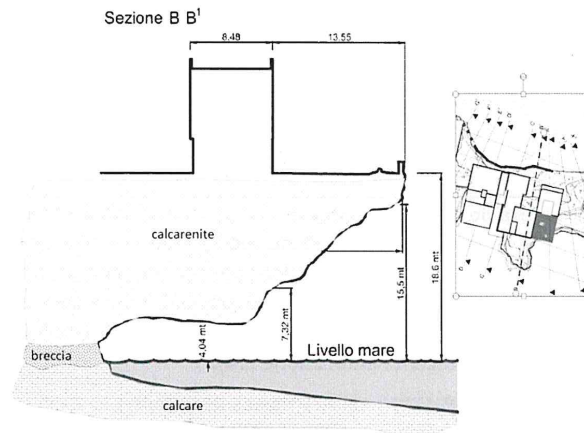 Sezione B B¹
8.48
13.55
calcarenite
18,6 mt
15,5 mt
7,32 mt
4,04 mt
Livello mare
breccia
calcare